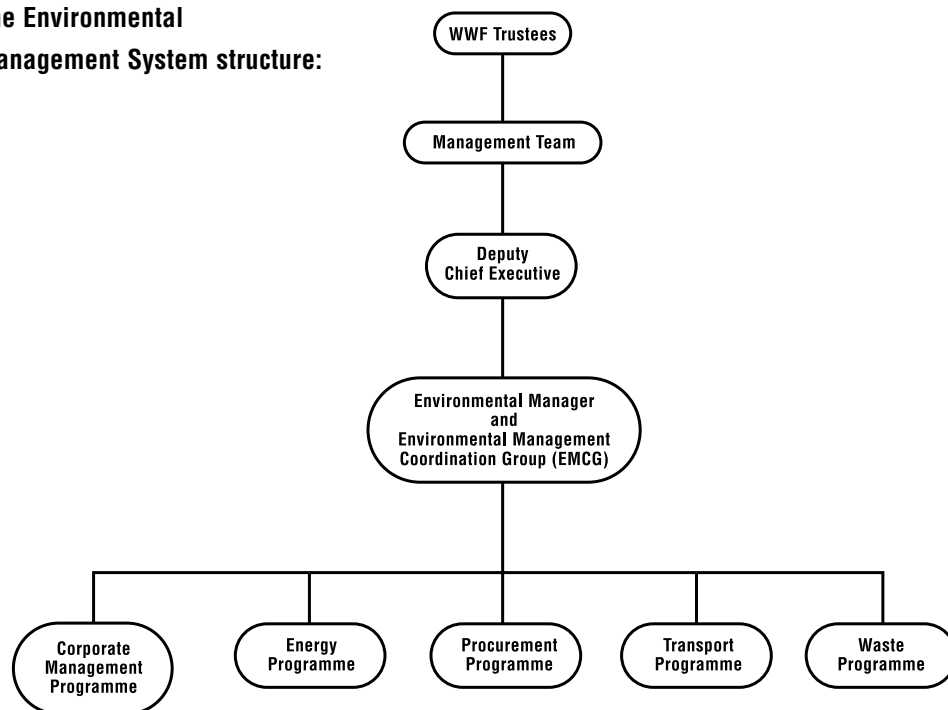 he Environmental
anagement System structure:
WWF Trustees
Management Team
Deputy
Chief Executive
Environmental Manager
and
Environmental Management
Coordination Group (EMCG)
Corporate
Management
Programme
Energy
Programme
Procurement
Programme
Transport
Programme
Waste
Programme